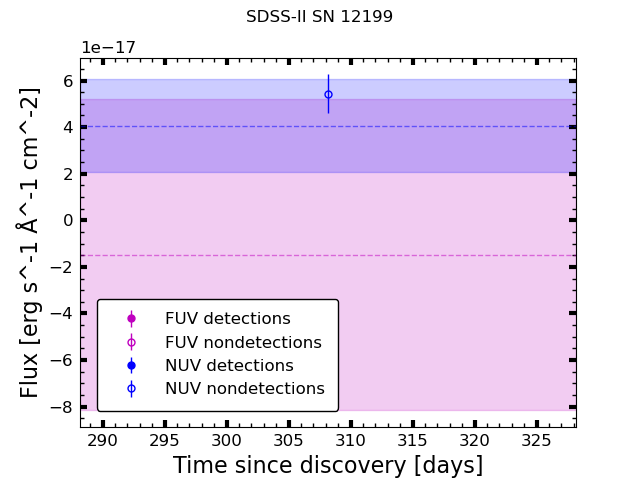 SDSS-II SN 12199
1e−17
6
4
2
0
−2
−4
−6
−8
Flux [erg s^-1 Å^-1 cm^-2]
FUV detections
FUV nondetections
NUV detections
NUV nondetections
290 295 300 305 310 315 320 325
Time since discovery [days]